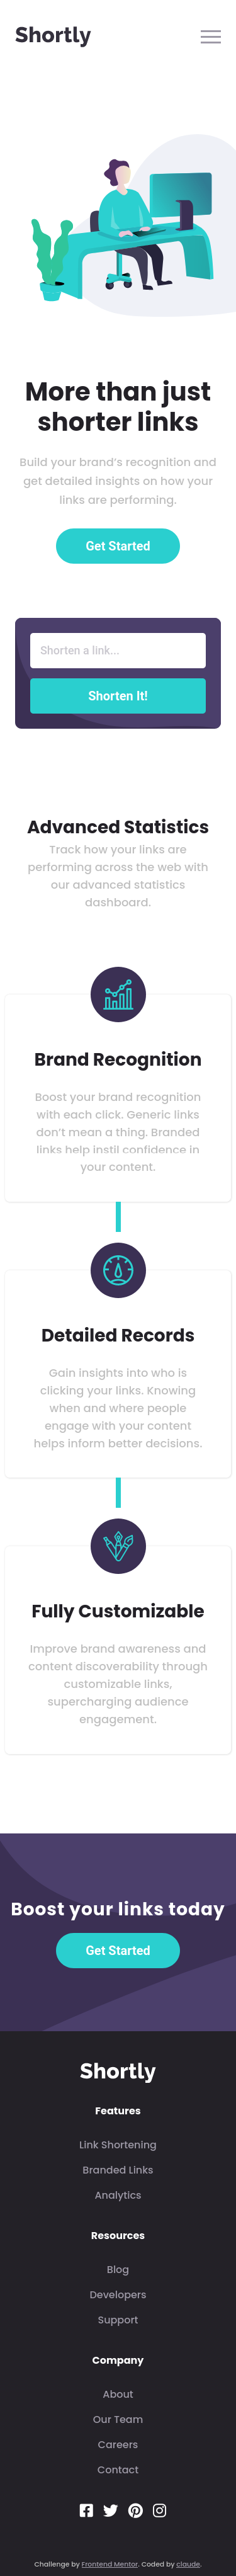 Shortly
More than just
shorter links
Build your brand's recognition and
get detailed insights on how your
links are performing.
Get Started
Shorten a link...
Shorten It!
Advanced Statistics
Track how your links are
performing across the web with
our advanced statistics
dashboard.
Brand Recognition
Boost your brand recognition
with each click. Generic links
don't mean a thing. Branded
links help instil confidence in
your content.
Detailed Records
Gain insights into who is
clicking your links. Knowing
when and where people
engage with your content
helps inform better decisions.
Fully Customizable
Improve brand awareness and
content discoverability through
customizable links,
supercharging audience
engagement.
Boost your links today
Get Started
Shortly
Features
Link Shortening
Branded Links
Analytics
Resources
Blog
Developers
Support
Company
About
Our Team
Careers
Contact
Challenge by Frontend Mentor. Coded by claude.